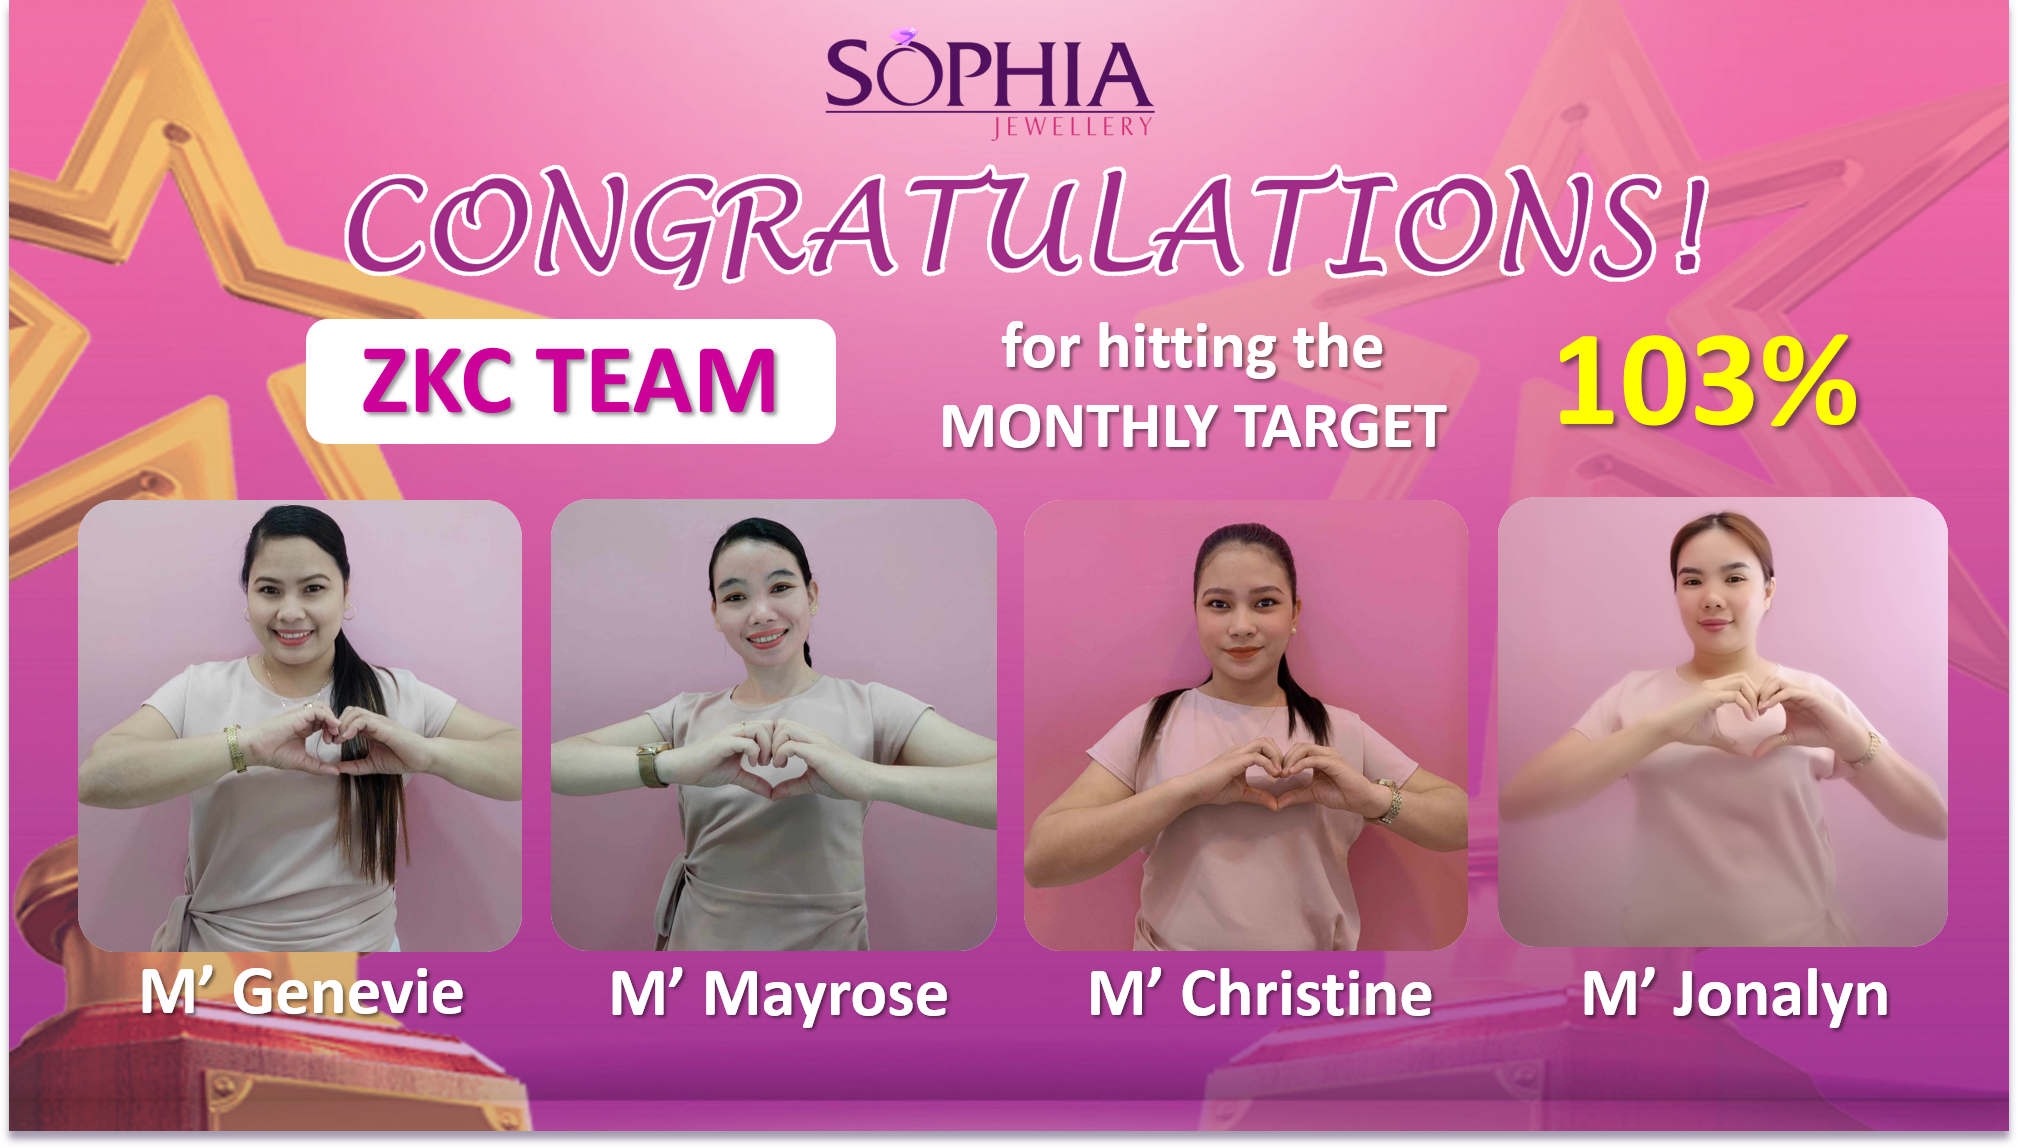 SOPHIA
JEWELLERY
CONGRATULATIONS!
ZKC TEAM
for hitting the
MONTHLY TARGET
103%
M’ Genevie
M’ Mayrose
M’ Christine
M’ Jonalyn